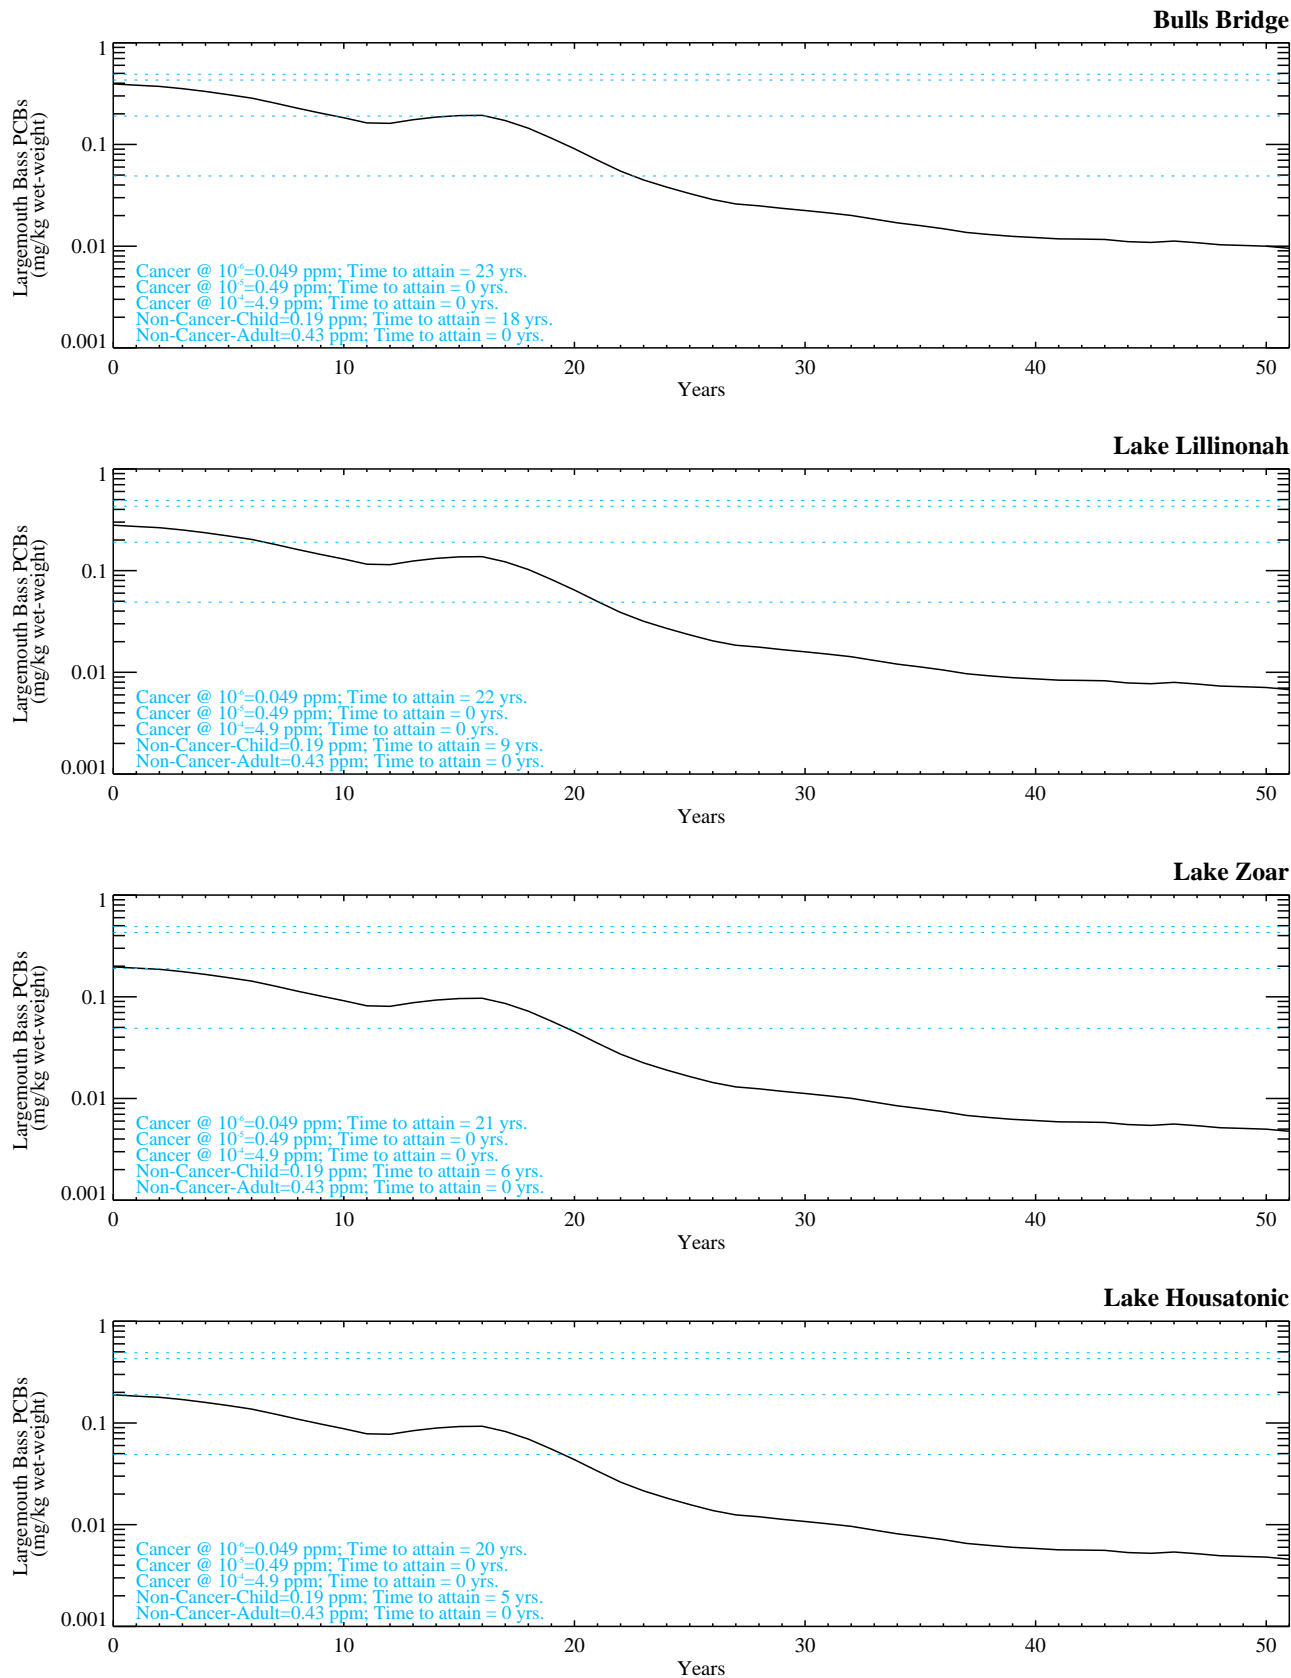 Bulls Bridge
1
0.1
0.01
0.001
Largemouth Bass PCBs
(mg/kg wet-weight)
Cancer @ 10⁻⁶=0.049 ppm; Time to attain = 23 yrs.
Cancer @ 10⁻⁵=0.49 ppm; Time to attain = 0 yrs.
Cancer @ 10⁻⁴=4.9 ppm; Time to attain = 0 yrs.
Non-Cancer-Child=0.19 ppm; Time to attain = 18 yrs.
Non-Cancer-Adult=0.43 ppm; Time to attain = 0 yrs.
0 10 20 30 40 50
Years
Lake Lillinonah
1
0.1
0.01
0.001
Largemouth Bass PCBs
(mg/kg wet-weight)
Cancer @ 10⁻⁶=0.049 ppm; Time to attain = 22 yrs.
Cancer @ 10⁻⁵=0.49 ppm; Time to attain = 0 yrs.
Cancer @ 10⁻⁴=4.9 ppm; Time to attain = 0 yrs.
Non-Cancer-Child=0.19 ppm; Time to attain = 9 yrs.
Non-Cancer-Adult=0.43 ppm; Time to attain = 0 yrs.
0 10 20 30 40 50
Years
Lake Zoar
1
0.1
0.01
0.001
Largemouth Bass PCBs
(mg/kg wet-weight)
Cancer @ 10⁻⁶=0.049 ppm; Time to attain = 21 yrs.
Cancer @ 10⁻⁵=0.49 ppm; Time to attain = 0 yrs.
Cancer @ 10⁻⁴=4.9 ppm; Time to attain = 0 yrs.
Non-Cancer-Child=0.19 ppm; Time to attain = 6 yrs.
Non-Cancer-Adult=0.43 ppm; Time to attain = 0 yrs.
0 10 20 30 40 50
Years
Lake Housatonic
1
0.1
0.01
0.001
Largemouth Bass PCBs
(mg/kg wet-weight)
Cancer @ 10⁻⁶=0.049 ppm; Time to attain = 20 yrs.
Cancer @ 10⁻⁵=0.49 ppm; Time to attain = 0 yrs.
Cancer @ 10⁻⁴=4.9 ppm; Time to attain = 0 yrs.
Non-Cancer-Child=0.19 ppm; Time to attain = 5 yrs.
Non-Cancer-Adult=0.43 ppm; Time to attain = 0 yrs.
0 10 20 30 40 50
Years